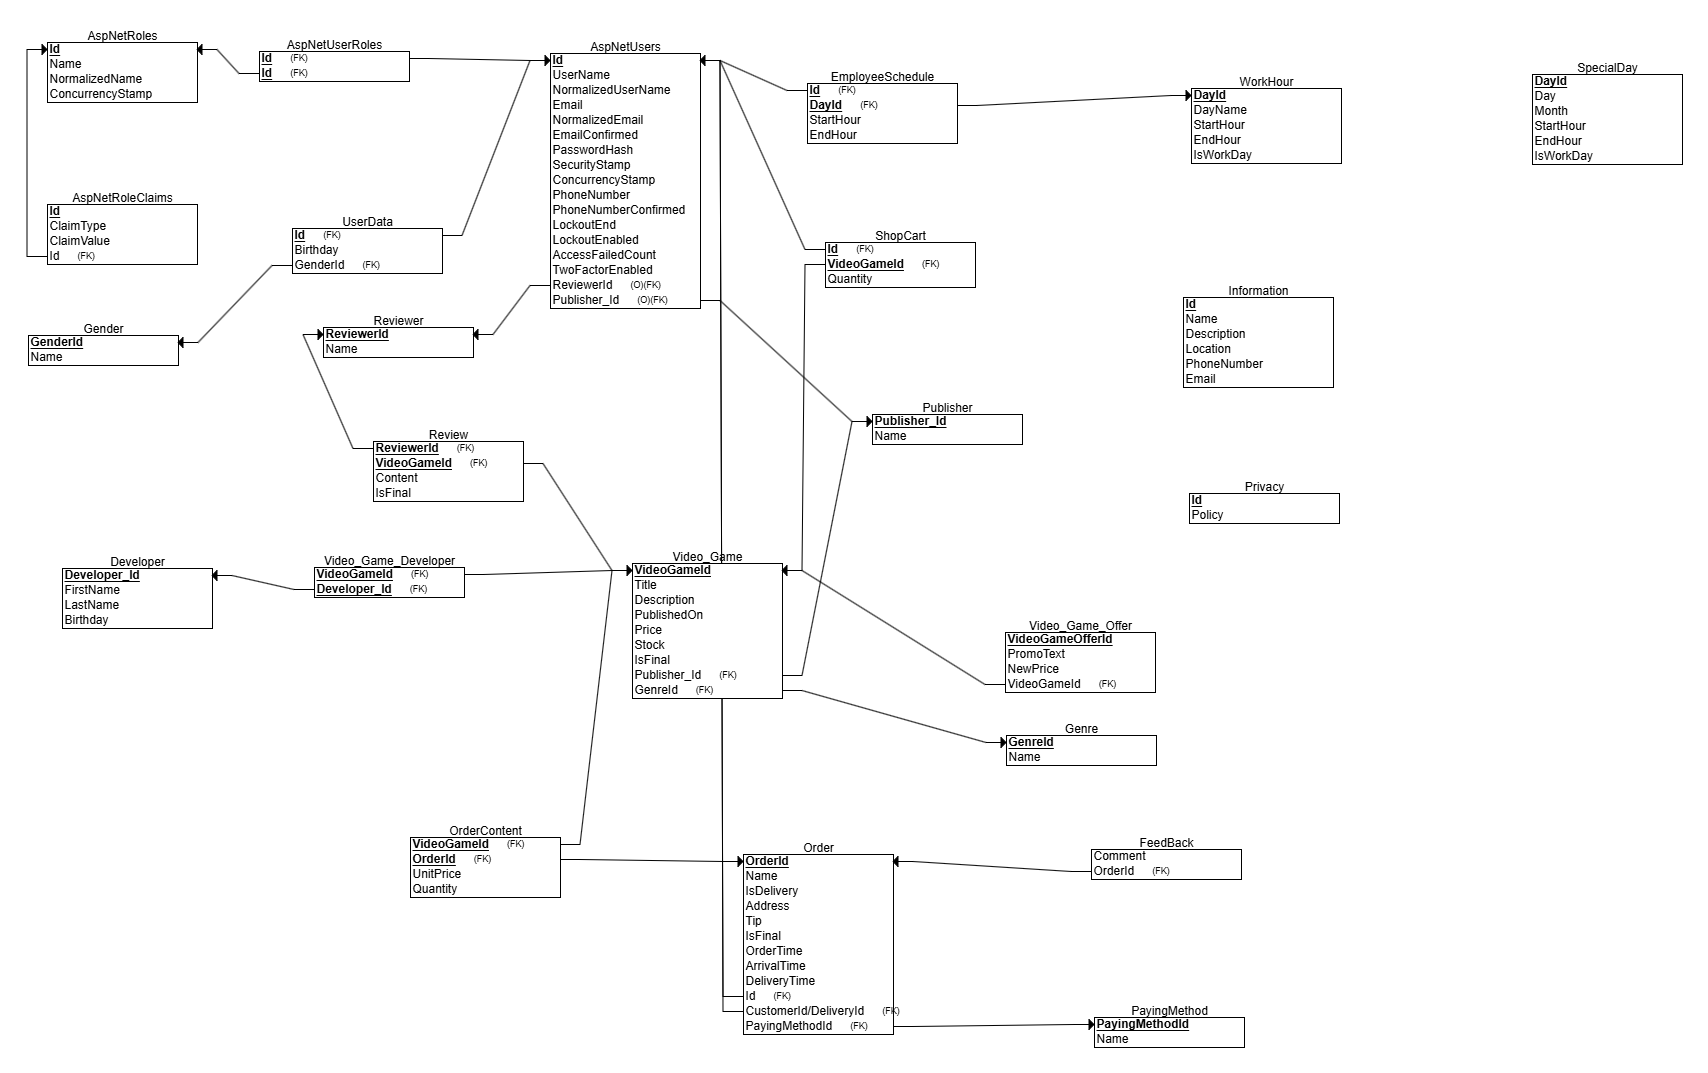 AspNetRoles
Id
Name
NormalizedName
ConcurrencyStamp
AspNetUserRoles
Id (FK)
Id (FK)
AspNetUsers
Id
UserName
NormalizedUserName
Email
NormalizedEmail
EmailConfirmed
PasswordHash
SecurityStamp
ConcurrencyStamp
PhoneNumber
PhoneNumberConfirmed
LockoutEnd
LockoutEnabled
AccessFailedCount
TwoFactorEnabled
ReviewerId (O)(FK)
Publisher_Id (O)(FK)
EmployeeSchedule
Id (FK)
DayId (FK)
StartHour
EndHour
WorkHour
DayId
DayName
StartHour
EndHour
IsWorkDay
SpecialDay
DayId
Day
Month
StartHour
EndHour
IsWorkDay
AspNetRoleClaims
Id
ClaimType
ClaimValue
Id (FK)
UserData
Id (FK)
Birthday
GenderId (FK)
ShopCart
Id (FK)
VideoGameId (FK)
Quantity
Information
Id
Name
Description
Location
PhoneNumber
Email
Gender
GenderId
Name
Reviewer
ReviewerId
Name
Publisher
Publisher_Id
Name
Review
ReviewerId (FK)
VideoGameId (FK)
Content
IsFinal
Privacy
Id
Policy
Developer
Developer_Id
FirstName
LastName
Birthday
Video_Game_Developer
VideoGameId (FK)
Developer_Id (FK)
Video_Game
VideoGameId
Title
Description
PublishedOn
Price
Stock
IsFinal
Publisher_Id (FK)
GenreId (FK)
Video_Game_Offer
VideoGameOfferId
PromoText
NewPrice
VideoGameId (FK)
Genre
GenreId
Name
OrderContent
VideoGameId (FK)
OrderId (FK)
UnitPrice
Quantity
Order
OrderId
Name
IsDelivery
Address
Tip
IsFinal
OrderTime
ArrivalTime
DeliveryTime
Id (FK)
CustomerId/DeliveryId (FK)
PayingMethodId (FK)
FeedBack
Comment
OrderId (FK)
PayingMethod
PayingMethodId
Name